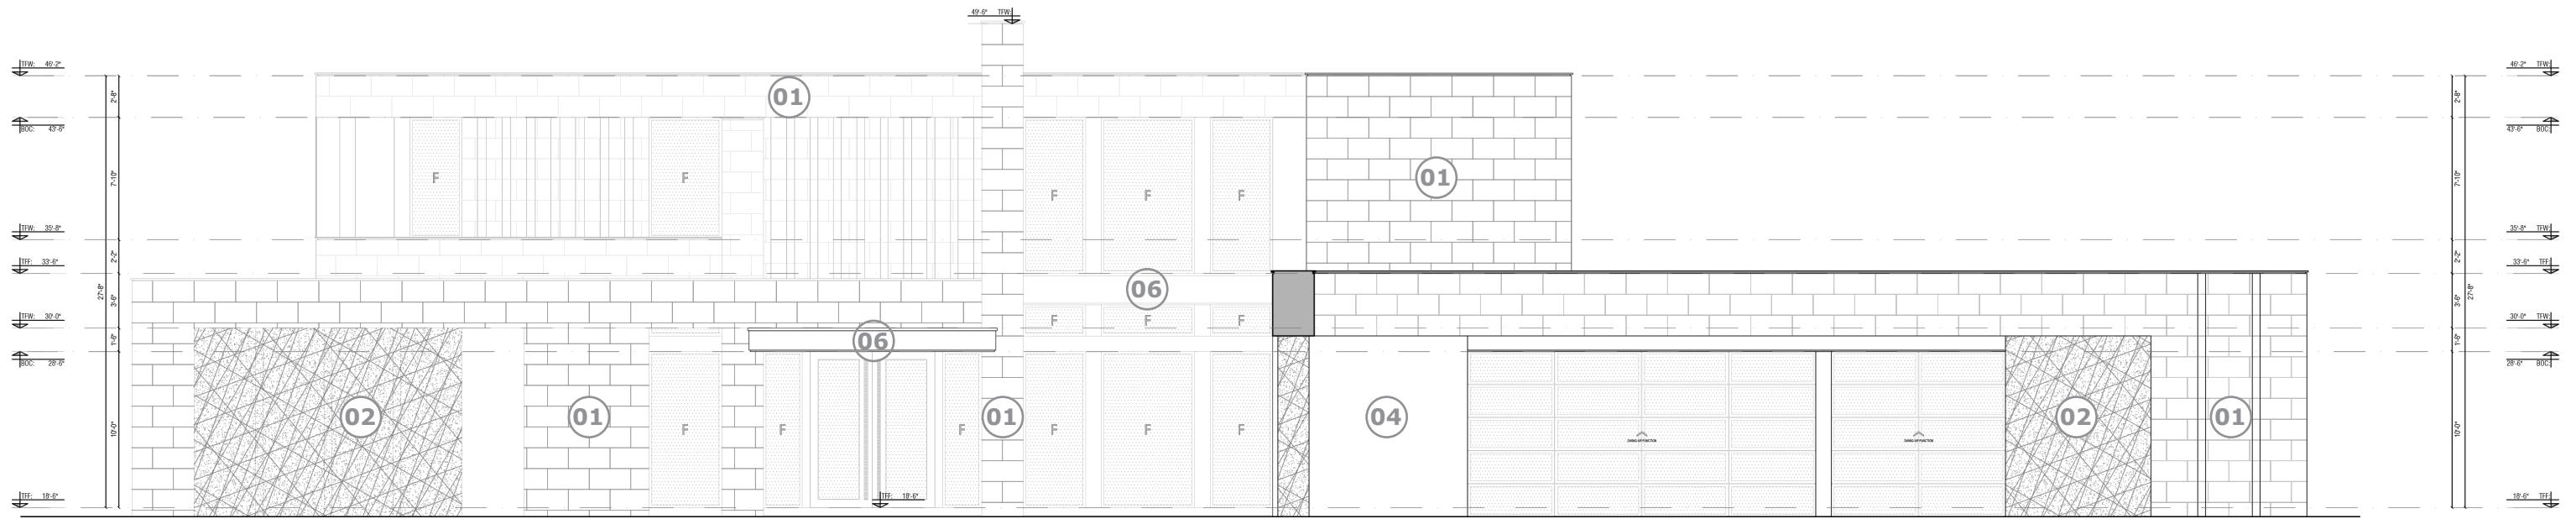 49'-6" TFW:
TFW: 46'-2"
46'-2" TFW:
2'-8"
01
2'-8"
BOC: 43'-6"
43'-6" BOC:
F
F
F
F
F
7'-10"
01
7'-10"
TFW: 35'-8"
35'-8" TFW:
2'-2"
2'-2"
TFF: 33'-6"
33'-6" TFF:
27'-8"
3'-6"
06
3'-6"
27'-8"
TFW: 30'-0"
F
F
F
30'-0" TFW:
1'-6"
06
1'-6"
BOC: 28'-6"
28'-6" BOC:
10'-0"
02
01
F
F
F
01
F
F
F
04
02
01
10'-0"
TFF: 18'-6"
TFF: 18'-6"
18'-6" TFF: